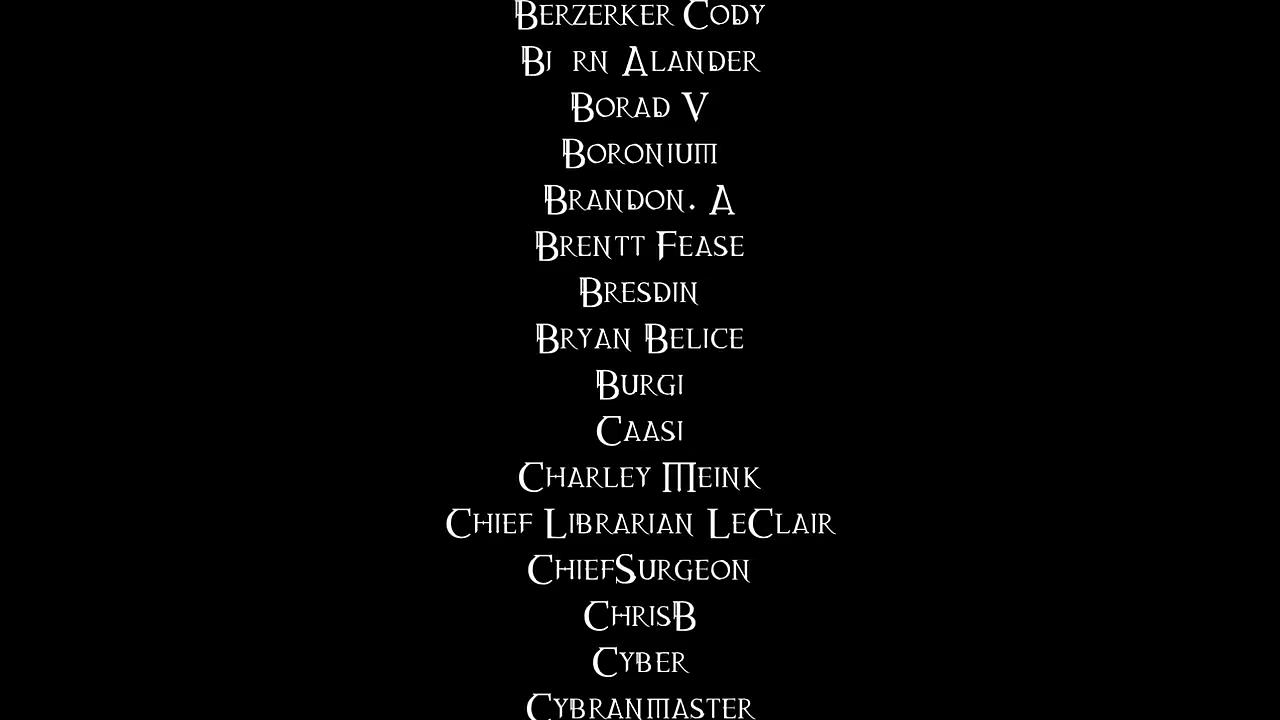 Berzerker Cody
Bj rn Alander
Borad V
Boronium
Brandon. A
Brentt Fease
Bresdin
Bryan Belice
Burgi
Caasi
Charley Meink
Chief Librarian LeClair
ChiefSurgeon
ChrisB
Cyber
Cybranmaster